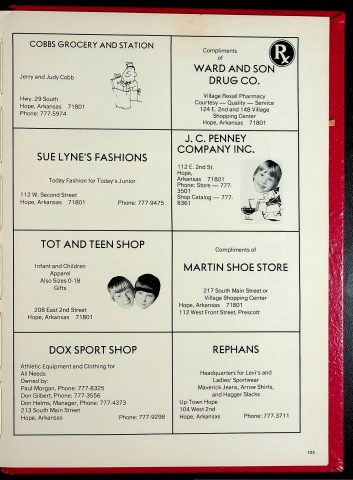 COBBS GROCERY AND STATION
Jerry and Judy Cobb
Hwy. 29 South
Hope, Arkansas 71801
Phone: 777-5974
Compliments
of
WARD AND SON
DRUG CO.
Rx
Village Rexall Pharmacy
Courtesy — Quality — Service
124 E. 2nd and 148 Village
Shopping Center
Hope, Arkansas 71801
SUE LYNE'S FASHIONS
Today Fashion for Today's Junior
112 W. Second Street
Hope, Arkansas 71801 Phone: 777-9475
J. C. PENNEY
COMPANY INC.
112 E. 2nd St.
Hope,
Arkansas 71801
Phone: Store — 777-
3501
Shop Catalog — 777-
8361
TOT AND TEEN SHOP
Infant and Children
Apparel
Also Sizes 0-18
Gifts
208 East 2nd Street
Hope, Arkansas 71801
Compliments of
MARTIN SHOE STORE
217 South Main Street or
Village Shopping Center
Hope, Arkansas 71801
112 West Front Street, Prescott
DOX SPORT SHOP
Athletic Equipment and Clothing for
All Needs
Owned by:
Paul Morgan, Phone: 777-8325
Don Gilbert, Phone: 777-3556
Don Helms, Manager, Phone: 777-4373
213 South Main Street
Hope, Arkansas Phone: 777-9298
REPHANS
Headquarters for Levi's and
Ladies' Sportwear
Maverick Jeans, Arrow Shirts,
and Hagger Slacks
Up-Town Hope
104 West 2nd
Hope, Arkansas Phone: 777-3711